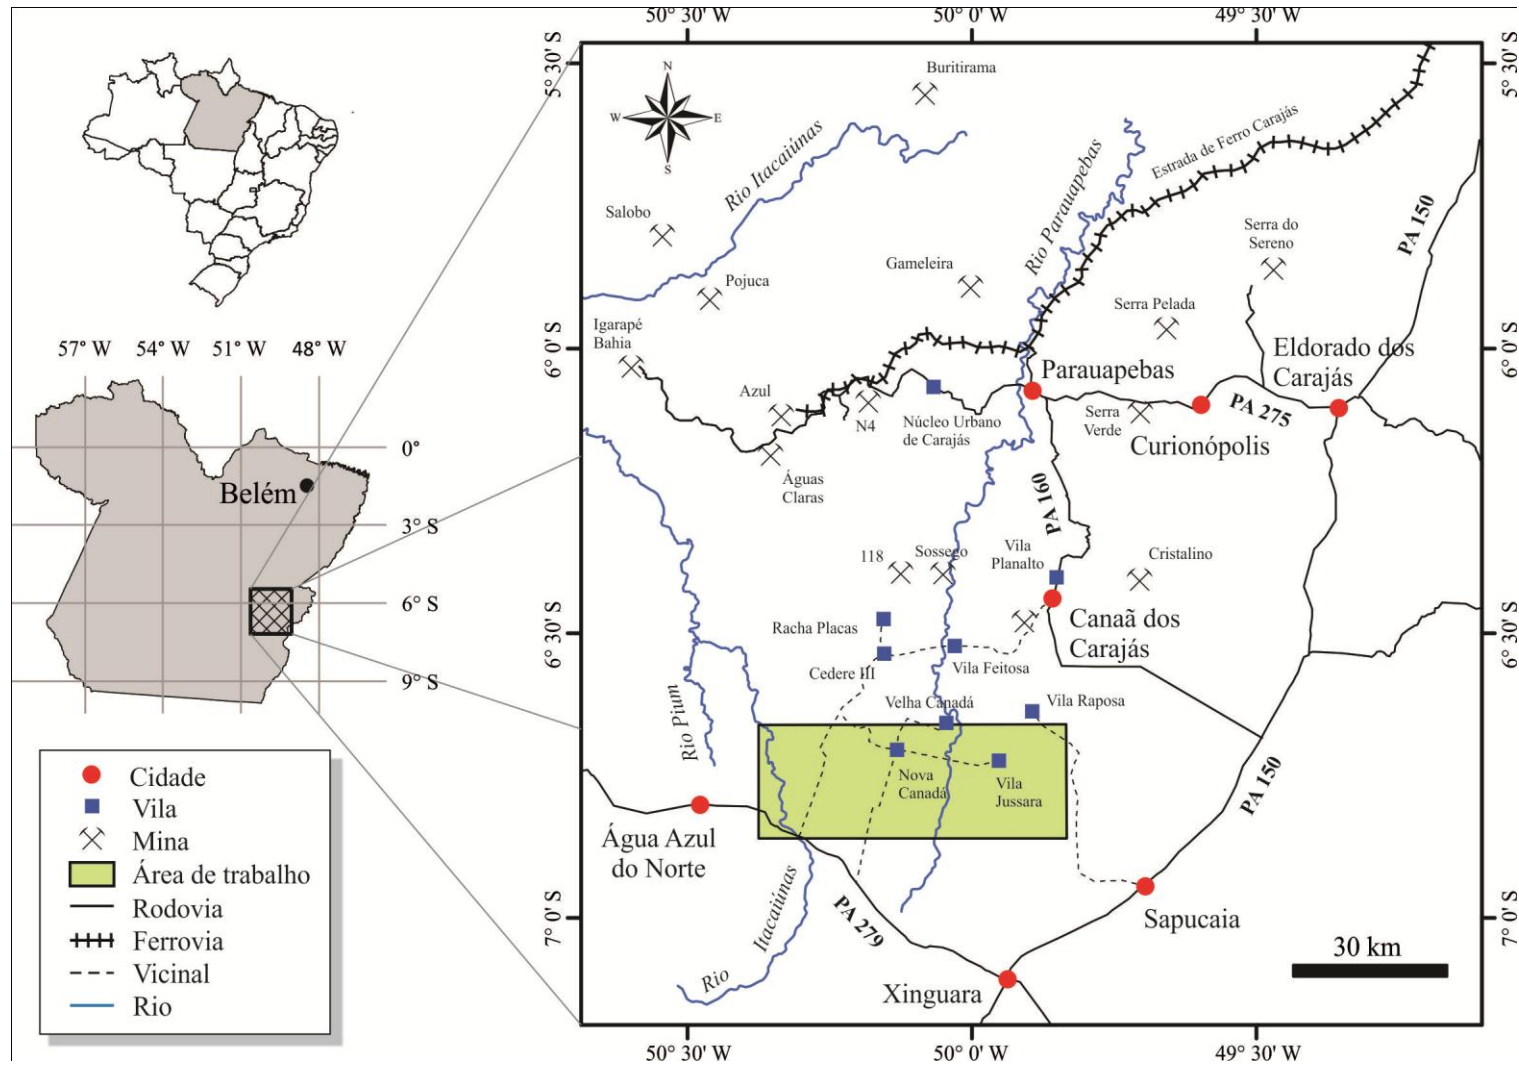 50° 30' W
50° 0' W
49° 30' W
5° 30' S
5° 30' S
N
W
E
S
Buritirama
Rio Itacaiúnas
Rio Parauapebas
Estrada de Ferro Carajás
PA 150
Salobo
Serra do
Sereno
Pojuca
Gameleira
Serra Pelada
Igarapé
Bahia
6° 0' S
6° 0' S
57° W
54° W
51° W
48° W
Parauapebas
Eldorado dos
Carajás
Azul
N4
Núcleo Urbano
de Carajás
Serra
Verde
PA 275
Curionópolis
0°
Águas
Claras
Belém
PA 160
3° S
118
Sossego
Vila
Planalto
Cristalino
6° S
Racha Placas
Canaã dos
Carajás
6° 30' S
6° 30' S
Cedere III
Vila Feitosa
9° S
Rio Pium
Velha Canadá
Vila Raposa
Nova
Canadá
Vila
Jussara
PA 150
Água Azul
do Norte
Cidade
Vila
Mina
Área de trabalho
Rodovia
Ferrovia
Vicinal
Rio
Rio Itacaiúnas
PA 279
Sapucaia
7° 0' S
7° 0' S
30 km
Xinguara
50° 30' W
50° 0' W
49° 30' W